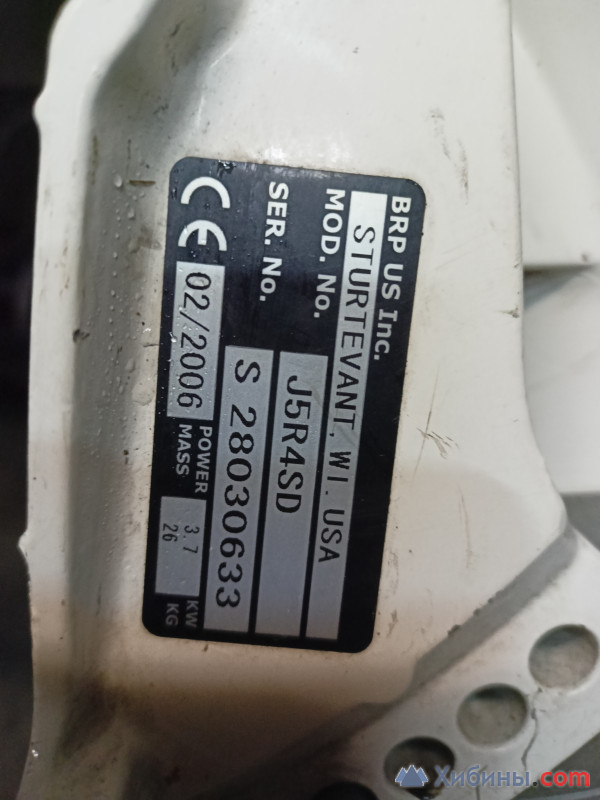 BRP US Inc.
STURTEVANT, WI. USA
MOD. No. J5R4SD
SER. No. S 28030633
CE 02/2006 POWER 3.7 KW
MASS 26 KG
Хибины.com